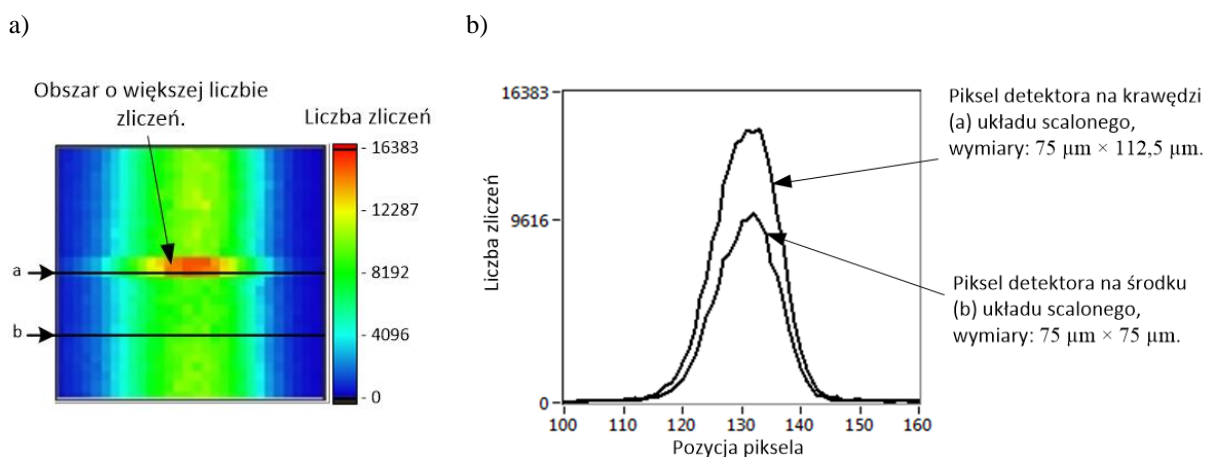 a)
b)
Obszar o większej liczbie
zliczeń.
Liczba zliczeń
16383
12287
8192
4096
0
a
b
16383
9616
0
Liczba zliczeń
100 110 120 130 140 150 160
Pozycja piksela
Piksel detektora na krawędzi
(a) układu scalonego,
wymiary: 75 µm × 112,5 µm.
Piksel detektora na środku
(b) układu scalonego,
wymiary: 75 µm × 75 µm.